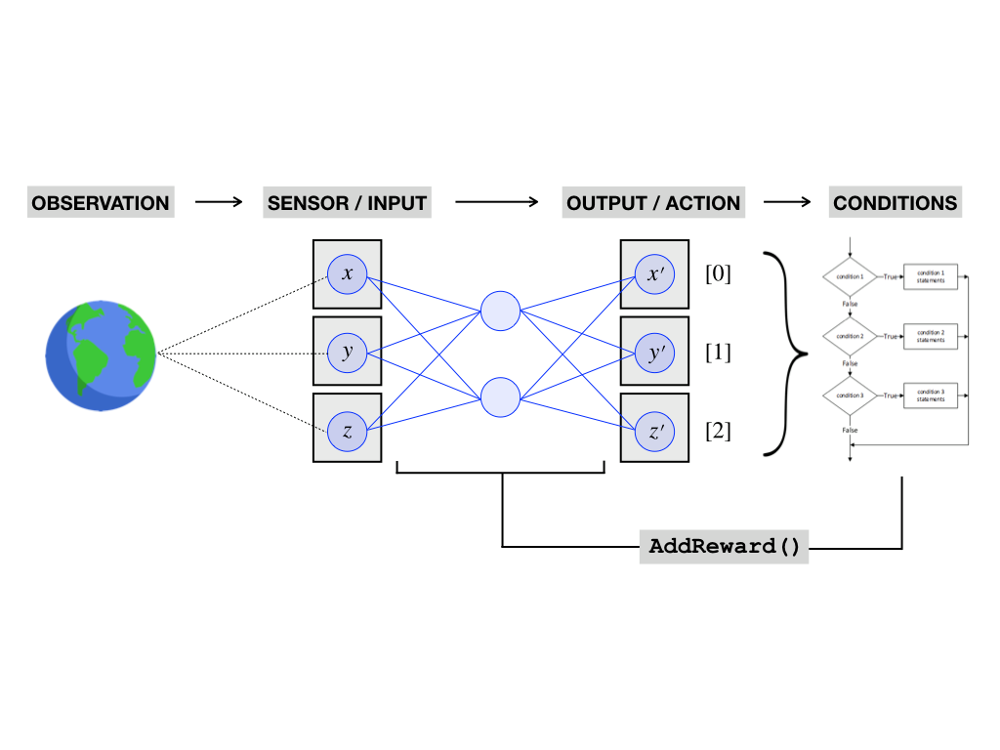 OBSERVATION
SENSOR / INPUT
OUTPUT / ACTION
CONDITIONS
x
x′
[0]
y
y′
[1]
z
z′
[2]
condition 1
True
condition 1
statements
False
condition 2
True
condition 2
statements
False
condition 3
True
condition 3
statements
False
AddReward()